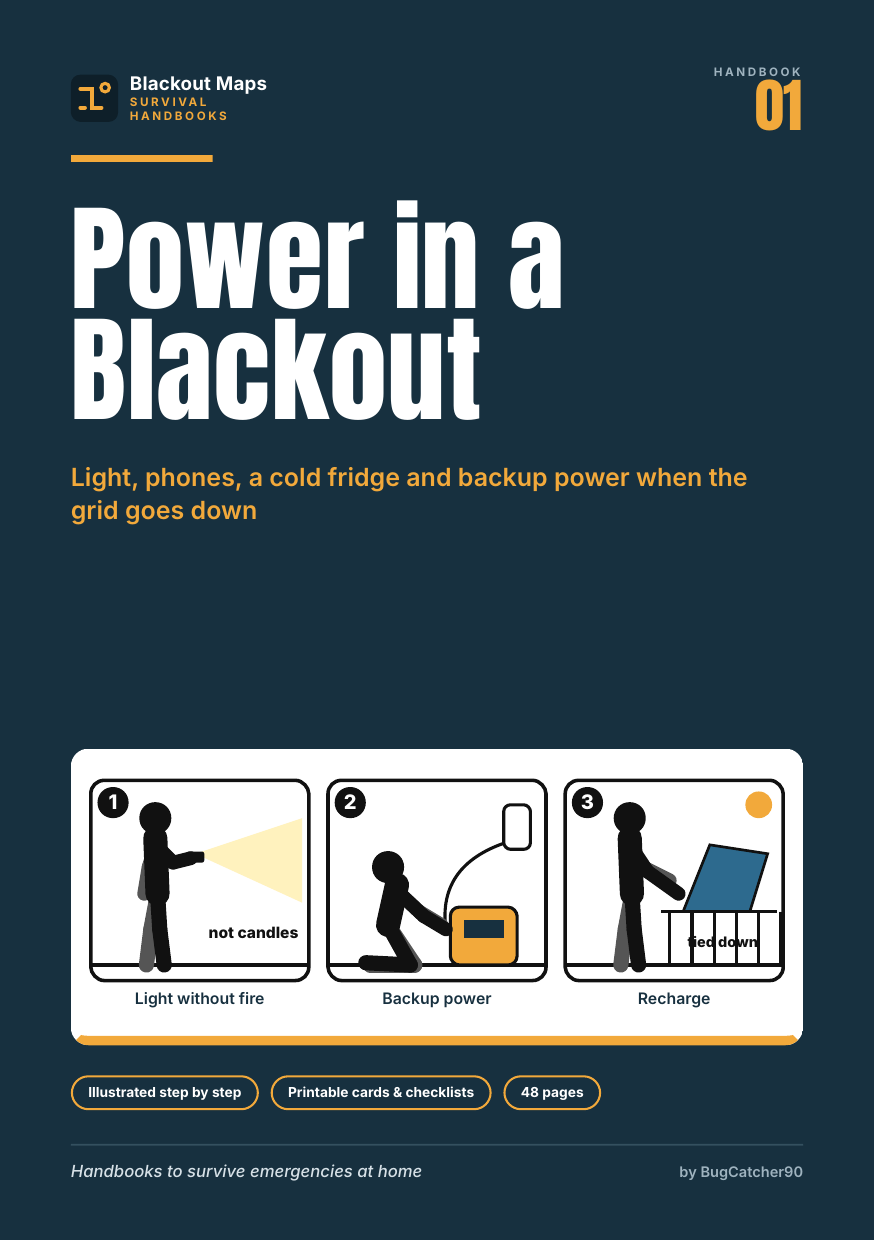 Blackout Maps
SURVIVAL
HANDBOOKS
HANDBOOK
01
Power in a
Blackout
Light, phones, a cold fridge and backup power when the
grid goes down
1
not candles
Light without fire
2
Backup power
3
tied down
Recharge
Illustrated step by step
Printable cards & checklists
48 pages
Handbooks to survive emergencies at home
by BugCatcher90